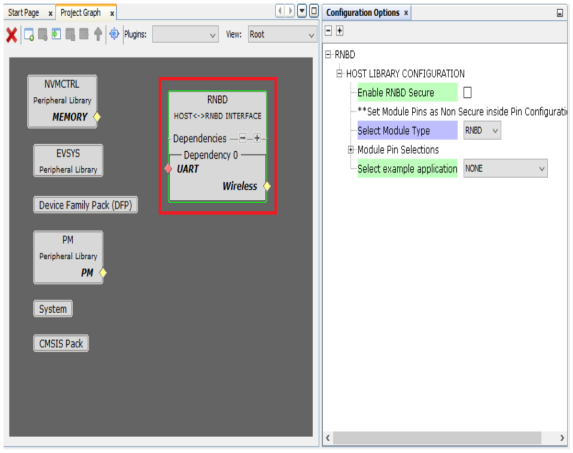 Start Page x Project Graph x
Plugins: View: Root
NVMCTRL
Peripheral Library
MEMORY
EVSYS
Peripheral Library
Device Family Pack (DFP)
PM
Peripheral Library
PM
System
CMSIS Pack
RNBD
HOST<->RNBD INTERFACE
Dependencies
Dependency 0
UART
Wireless
Configuration Options x
RNBD
HOST LIBRARY CONFIGURATION
Enable RNBD Secure
**Set Module Pins as Non Secure inside Pin Configurati
Select Module Type RNBD
Module Pin Selections
Select example application NONE